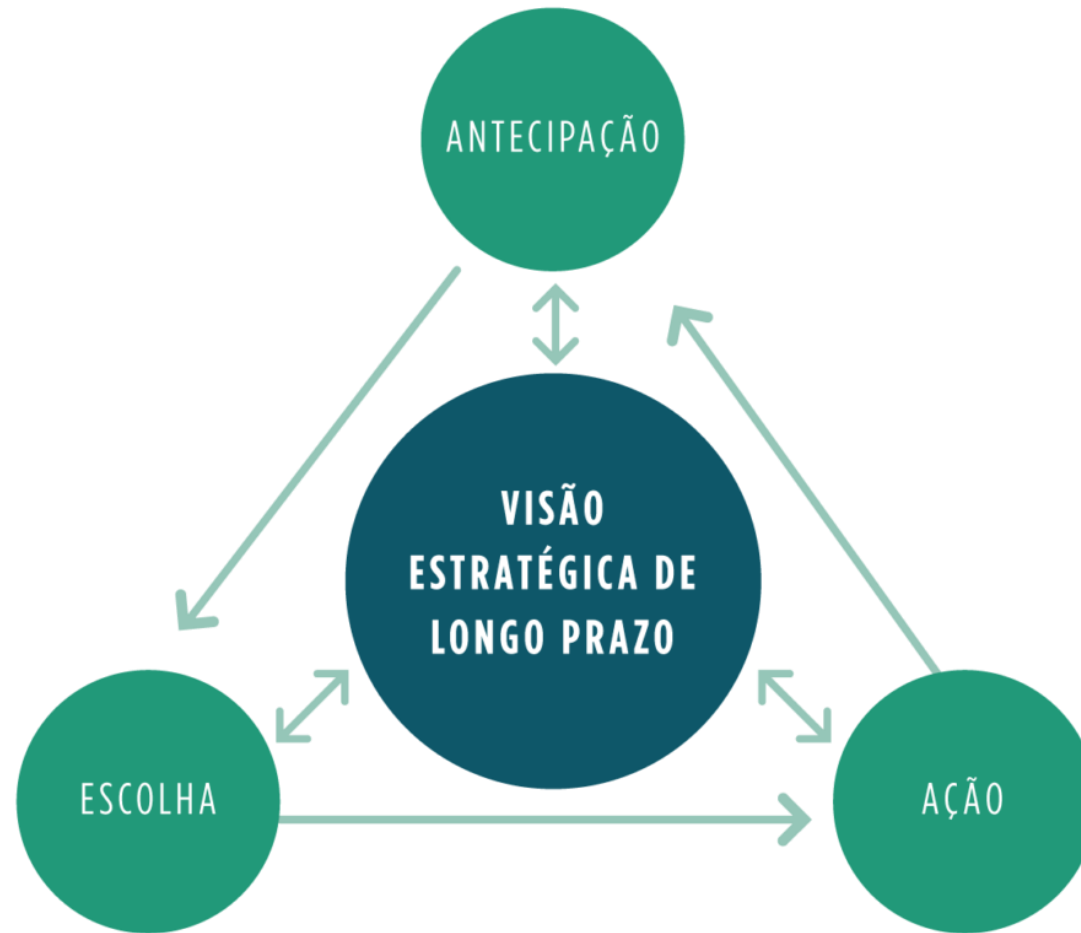 ANTECIPAÇÃO
VISÃO
ESTRATÉGICA DE
LONGO PRAZO
ESCOLHA
AÇÃO